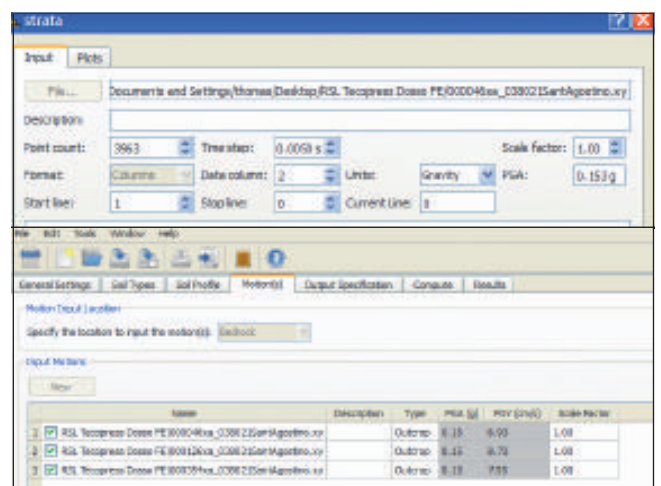 strata
Input Plots
File... Documents and Settings/thomas/Desktop/RSL Tecopress Dosso FE/000046xa_038021SantAgostino.xy
Description:
Point count: 3963 Time step: 0.0050 s Scale factor: 1.00
Format: Columns Data column: 2 Units: Gravity PGA: 0.153 g
Start line: 1 Stop line: 0 Current Line: 0
File Edit Tools Window Help
General Settings Soil Types Soil Profile Motion(s) Output Specification Compute Results
Motion Input Location
Specify the location to input the motion(s): Bedrock
Input Motions
New
Name Description Type PGA (g) PGV (cm/s) Scale Factor
1 RSL Tecopress Dosso FE\000046xa_038021SantAgostino.xy Outcrop 0.15 6.93 1.00
2 RSL Tecopress Dosso FE\000126xa_038021SantAgostino.xy Outcrop 0.15 8.73 1.00
3 RSL Tecopress Dosso FE\000354xa_038021SantAgostino.xy Outcrop 0.15 1.00